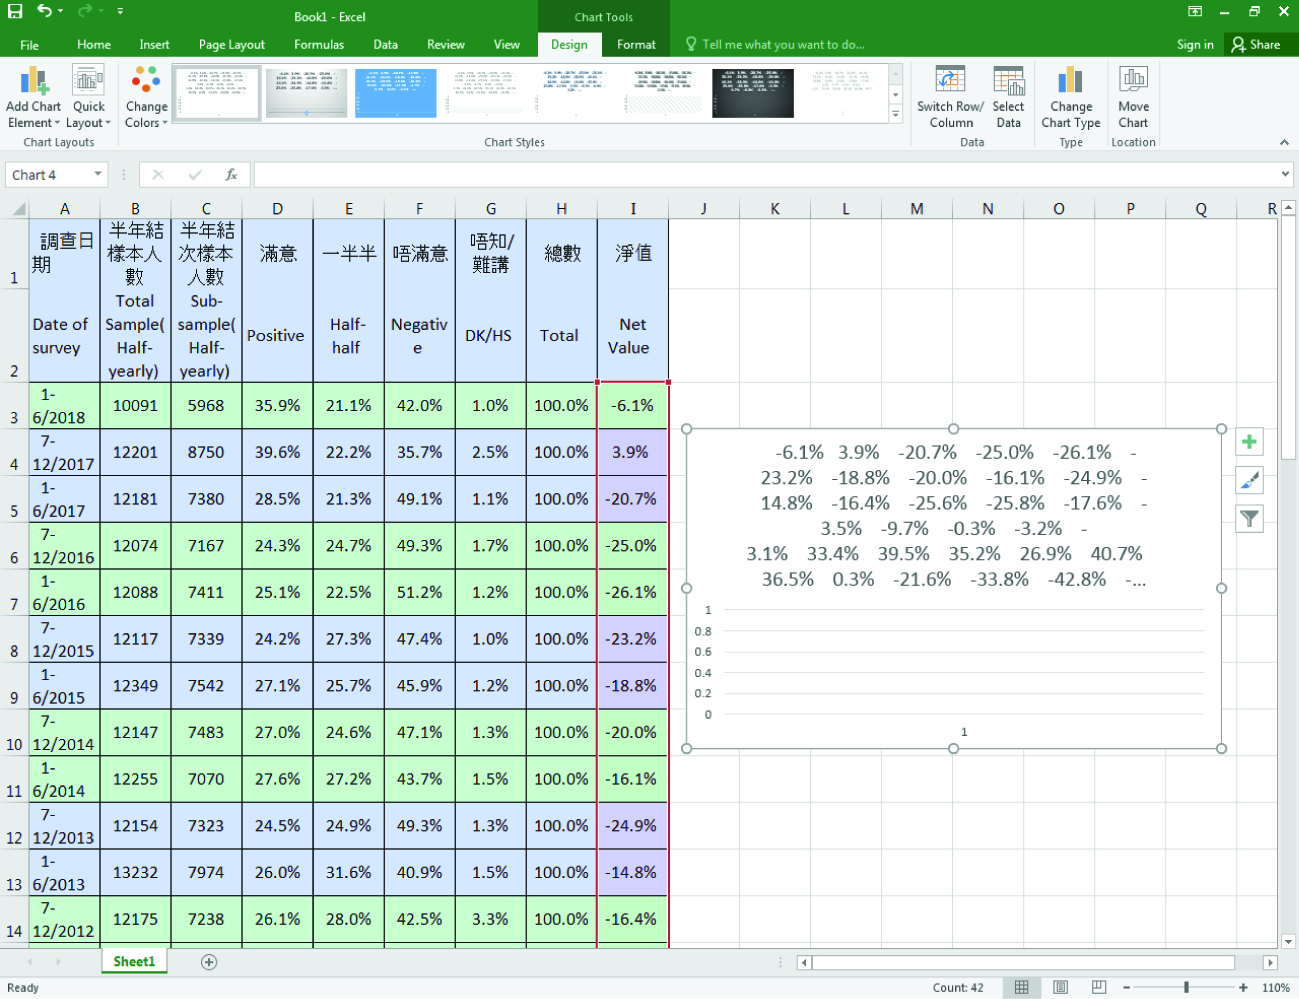 Book1 - Excel
Chart Tools
File Home Insert Page Layout Formulas Data Review View Design Format Tell me what you want to do... Sign in Share
Add Chart Element Quick Layout
Change Colors
Switch Row/ Column Select Data
Change Chart Type
Move Chart
Chart Layouts Chart Styles Data Type Location
Chart 4 fx
A B C D E F G H I J K L M N O P Q R
1 調查日期 半年結樣本人數 半年結次樣本人數 滿意 一半半 唔滿意 唔知/難講 總數 淨值
2 Date of survey Total Sample( Half- yearly) Sub- sample( Half- yearly) Positive Half- half Negative DK/HS Total Net Value
3 1-6/2018 10091 5968 35.9% 21.1% 42.0% 1.0% 100.0% -6.1%
4 7-12/2017 12201 8750 39.6% 22.2% 35.7% 2.5% 100.0% 3.9%
5 1-6/2017 12181 7380 28.5% 21.3% 49.1% 1.1% 100.0% -20.7%
6 7-12/2016 12074 7167 24.3% 24.7% 49.3% 1.7% 100.0% -25.0%
7 1-6/2016 12088 7411 25.1% 22.5% 51.2% 1.2% 100.0% -26.1%
8 7-12/2015 12117 7339 24.2% 27.3% 47.4% 1.0% 100.0% -23.2%
9 1-6/2015 12349 7542 27.1% 25.7% 45.9% 1.2% 100.0% -18.8%
10 7-12/2014 12147 7483 27.0% 24.6% 47.1% 1.3% 100.0% -20.0%
11 1-6/2014 12255 7070 27.6% 27.2% 43.7% 1.5% 100.0% -16.1%
12 7-12/2013 12154 7323 24.5% 24.9% 49.3% 1.3% 100.0% -24.9%
13 1-6/2013 13232 7974 26.0% 31.6% 40.9% 1.5% 100.0% -14.8%
14 7-12/2012 12175 7238 26.1% 28.0% 42.5% 3.3% 100.0% -16.4%
-6.1% 3.9% -20.7% -25.0% -26.1% -
23.2% -18.8% -20.0% -16.1% -24.9% -
14.8% -16.4% -25.6% -25.8% -17.6% -
3.5% -9.7% -0.3% -3.2% -
3.1% 33.4% 39.5% 35.2% 26.9% 40.7%
36.5% 0.3% -21.6% -33.8% -42.8% -...
1
0.8
0.6
0.4
0.2
0
1
Sheet1
Ready Count: 42 110%